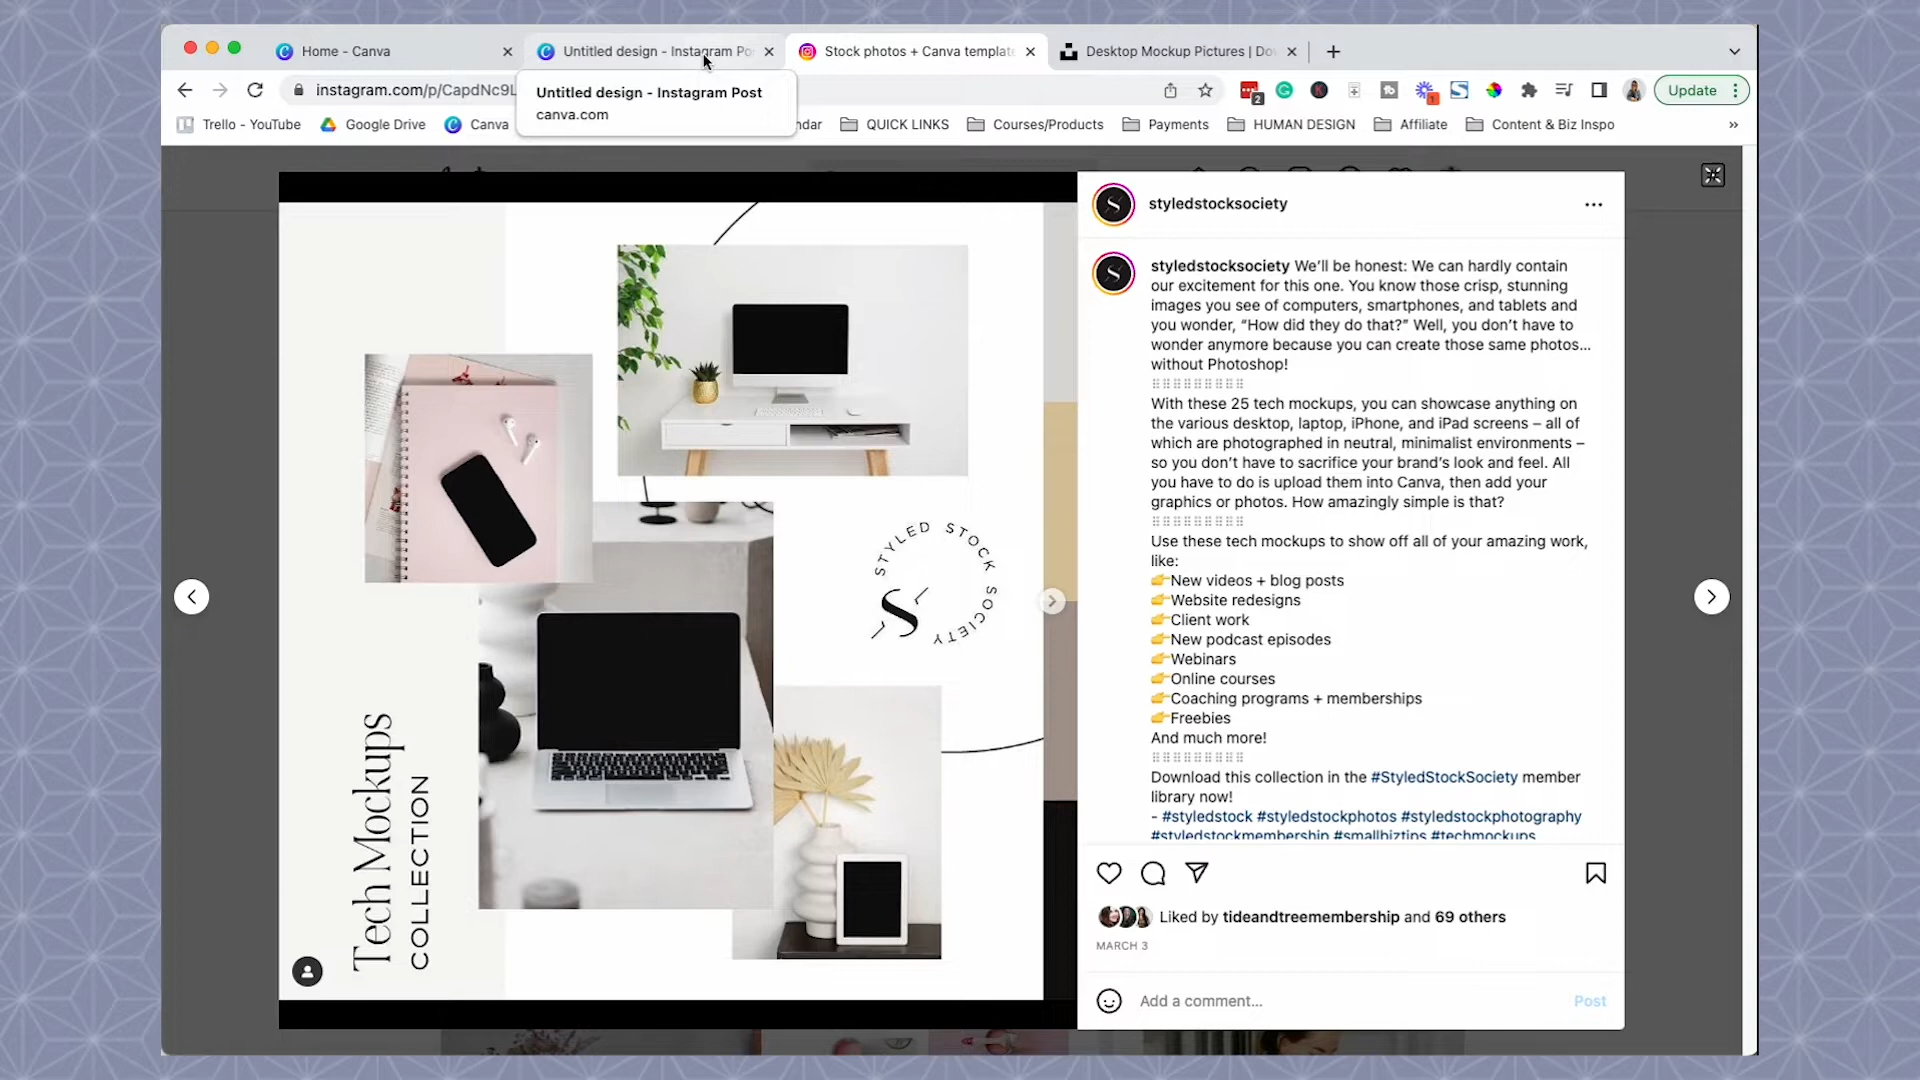 Home - Canva
Untitled design - Instagram Po
Stock photos + Canva templat
Desktop Mockup Pictures | Do
instagram.com/p/CapdNc9L
Untitled design - Instagram Post
canva.com
2
1
Update
Trello - YouTube
Google Drive
Canva
ndar
QUICK LINKS
Courses/Products
Payments
HUMAN DESIGN
Affiliate
Content & Biz Inspo
»
Tech Mockups
COLLECTION
STYLED STOCK SOCIETY
S
styledstocksociety
styledstocksociety We’ll be honest: We can hardly contain
our excitement for this one. You know those crisp, stunning
images you see of computers, smartphones, and tablets and
you wonder, “How did they do that?” Well, you don’t have to
wonder anymore because you can create those same photos...
without Photoshop!
⠿⠿⠿⠿⠿⠿⠿⠿⠿
With these 25 tech mockups, you can showcase anything on
the various desktop, laptop, iPhone, and iPad screens – all of
which are photographed in neutral, minimalist environments –
so you don’t have to sacrifice your brand’s look and feel. All
you have to do is upload them into Canva, then add your
graphics or photos. How amazingly simple is that?
⠿⠿⠿⠿⠿⠿⠿⠿⠿
Use these tech mockups to show off all of your amazing work,
like:
👉New videos + blog posts
👉Website redesigns
👉Client work
👉New podcast episodes
👉Webinars
👉Online courses
👉Coaching programs + memberships
👉Freebies
And much more!
⠿⠿⠿⠿⠿⠿⠿⠿⠿
Download this collection in the #StyledStockSociety member
library now!
- #styledstock #styledstockphotos #styledstockphotography
#styledstockmembership #smallbiztips #techmockups
Liked by tideandtreemembership and 69 others
MARCH 3
Add a comment...
Post